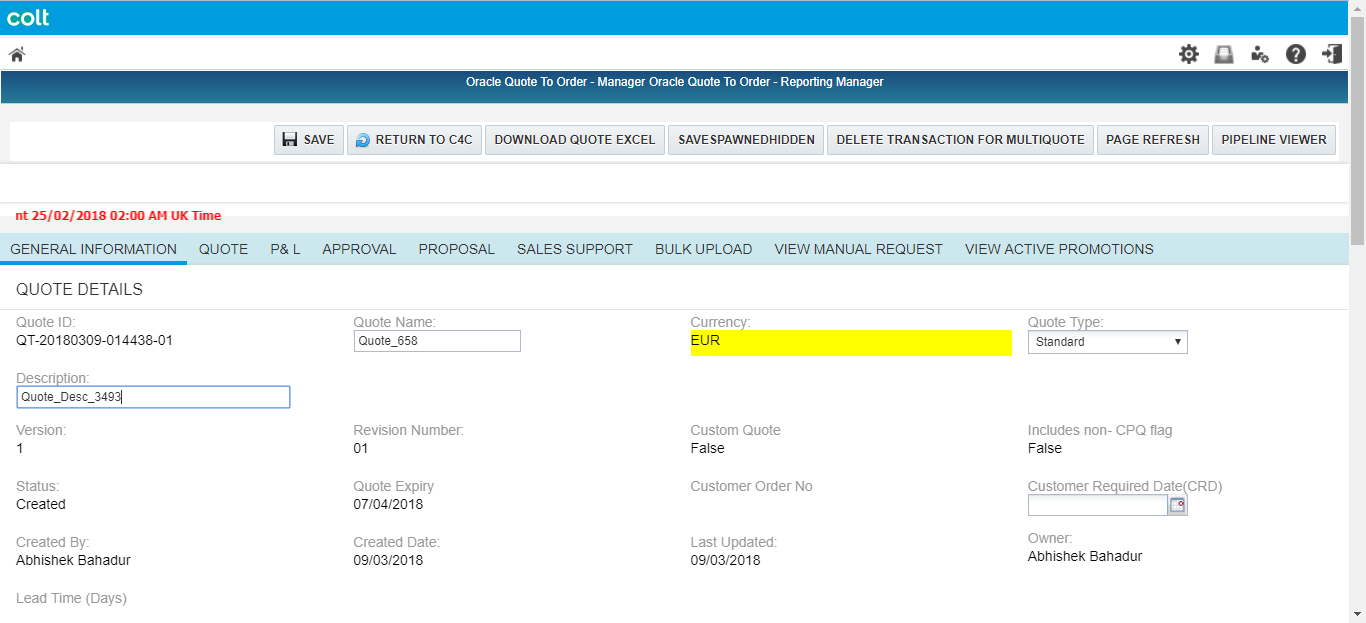 colt
Oracle Quote To Order - Manager Oracle Quote To Order - Reporting Manager
SAVE RETURN TO C4C DOWNLOAD QUOTE EXCEL SAVESPAWNEDHIDDEN DELETE TRANSACTION FOR MULTIQUOTE PAGE REFRESH PIPELINE VIEWER
nt 25/02/2018 02:00 AM UK Time
GENERAL INFORMATION QUOTE P& L APPROVAL PROPOSAL SALES SUPPORT BULK UPLOAD VIEW MANUAL REQUEST VIEW ACTIVE PROMOTIONS
QUOTE DETAILS
Quote ID: Quote Name: Currency: Quote Type:
QT-20180309-014438-01 Quote_658 EUR Standard
Description:
Quote_Desc_3493
Version: Revision Number: Custom Quote Includes non- CPQ flag
1 01 False False
Status: Quote Expiry Customer Order No Customer Required Date(CRD)
Created 07/04/2018
Created By: Created Date: Last Updated: Owner:
Abhishek Bahadur 09/03/2018 09/03/2018 Abhishek Bahadur
Lead Time (Days)